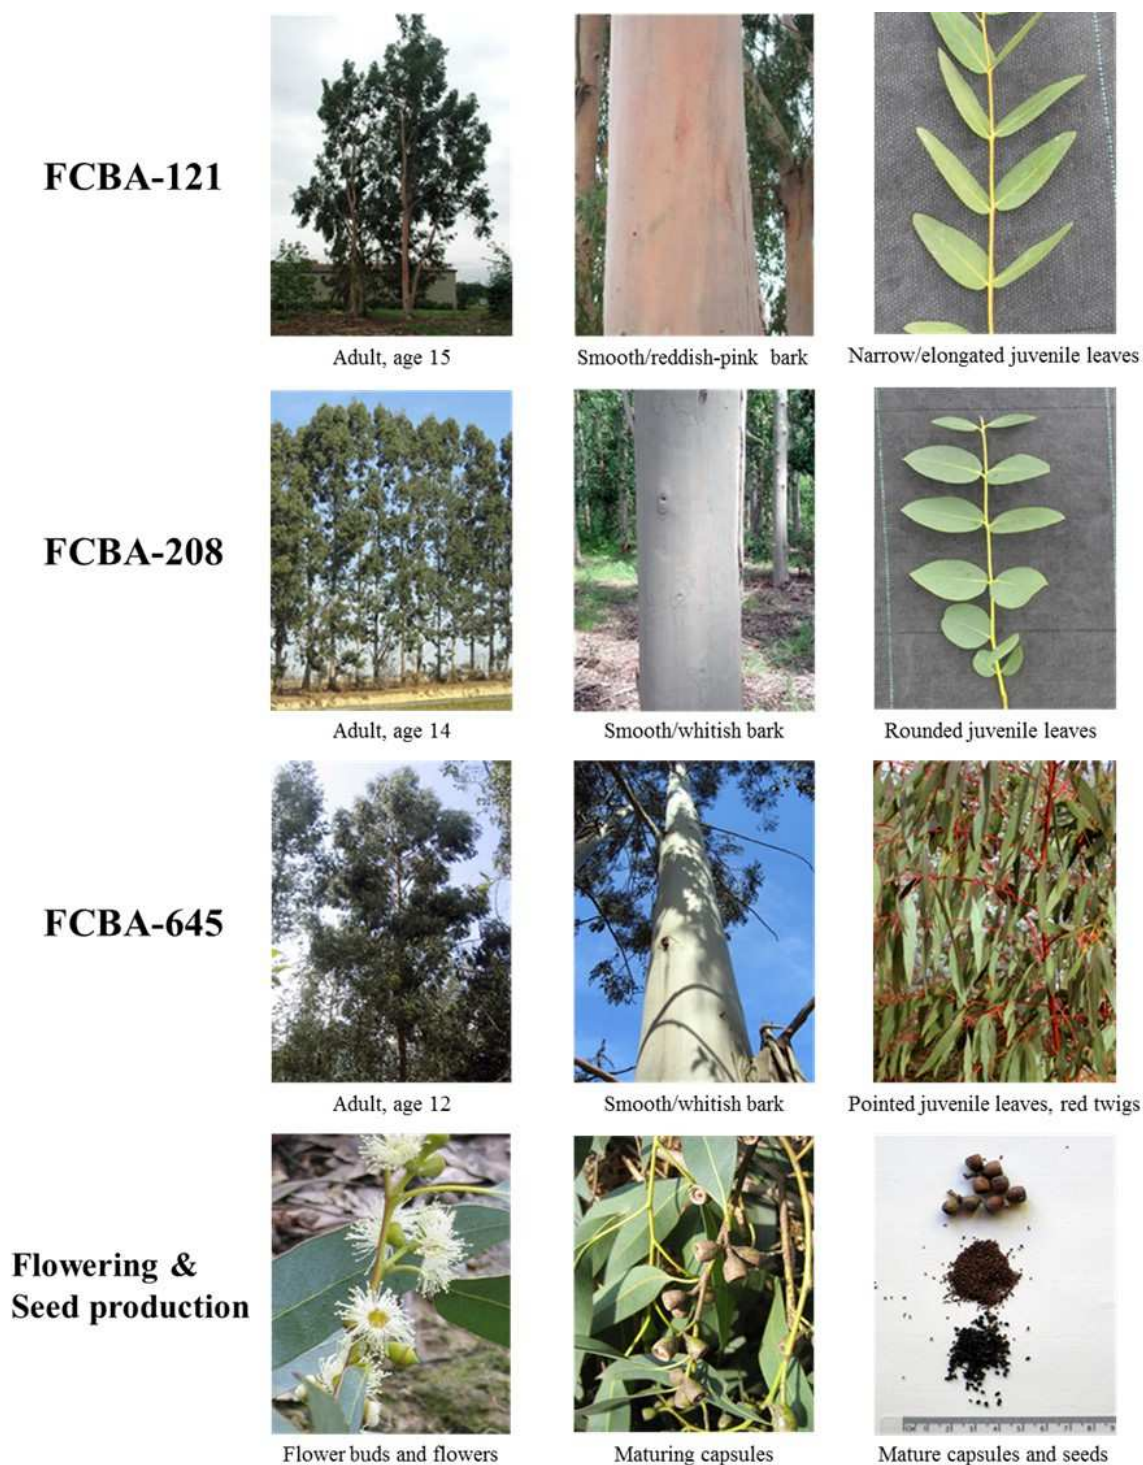 FCBA-121
Adult, age 15
Smooth/reddish-pink bark
Narrow/elongated juvenile leaves
FCBA-208
Adult, age 14
Smooth/whitish bark
Rounded juvenile leaves
FCBA-645
Adult, age 12
Smooth/whitish bark
Pointed juvenile leaves, red twigs
Flowering &
Seed production
Flower buds and flowers
Maturing capsules
Mature capsules and seeds